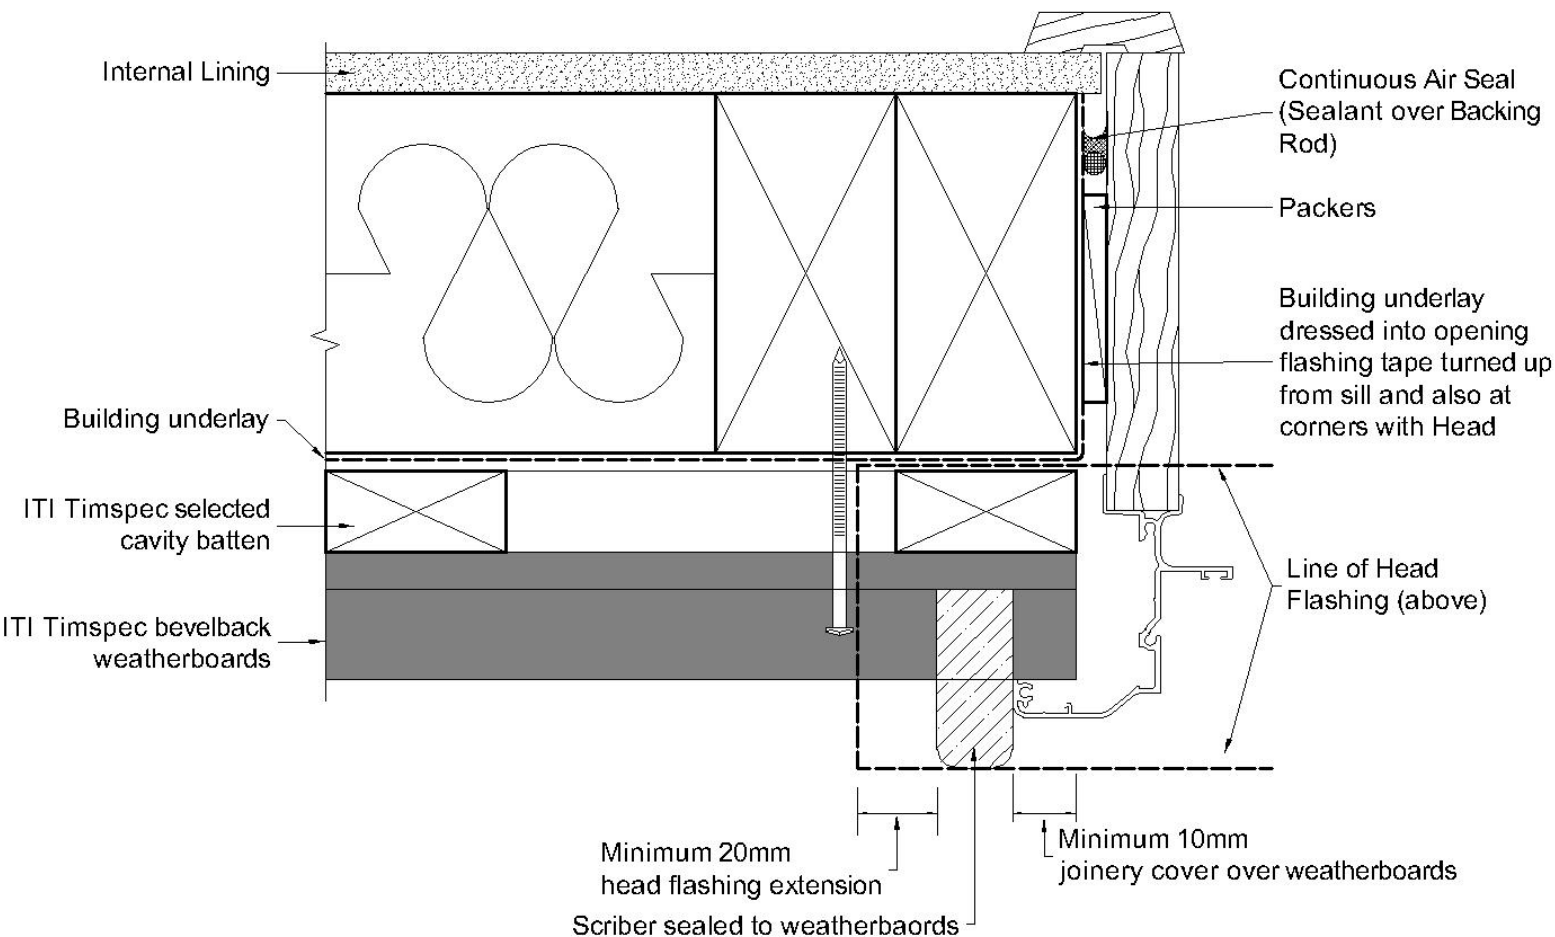 Internal Lining
Continuous Air Seal
(Sealant over Backing
Rod)
Packers
Building underlay
dressed into opening
flashing tape turned up
from sill and also at
corners with Head
Building underlay
ITI Timspec selected
cavity batten
Line of Head
Flashing (above)
ITI Timspec bevelback
weatherboards
Minimum 20mm
head flashing extension
Minimum 10mm
joinery cover over weatherboards
Scriber sealed to weatherbaords